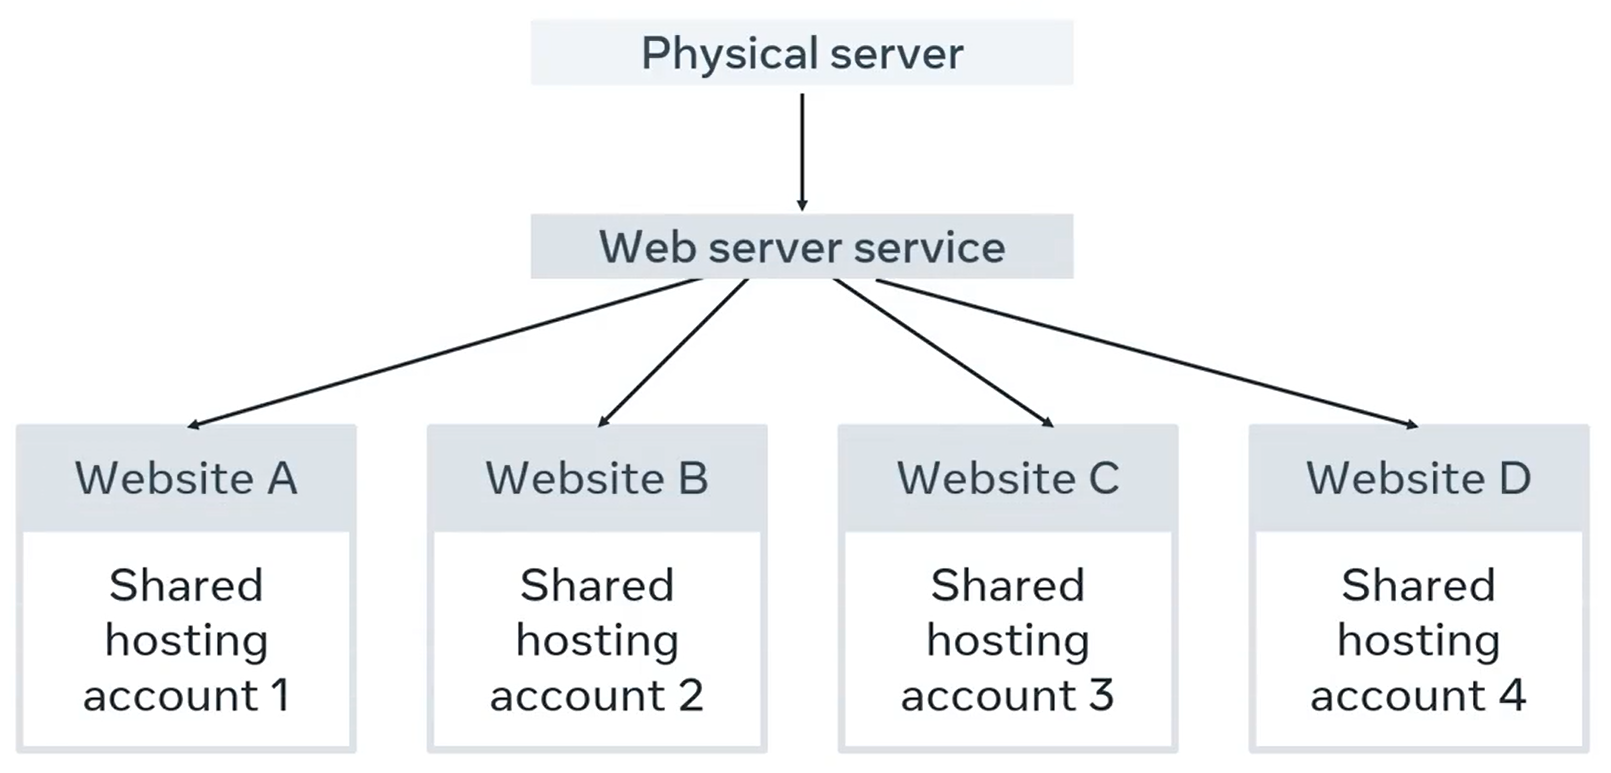 Physical server
Web server service
Website A
Shared
hosting
account 1
Website B
Shared
hosting
account 2
Website C
Shared
hosting
account 3
Website D
Shared
hosting
account 4